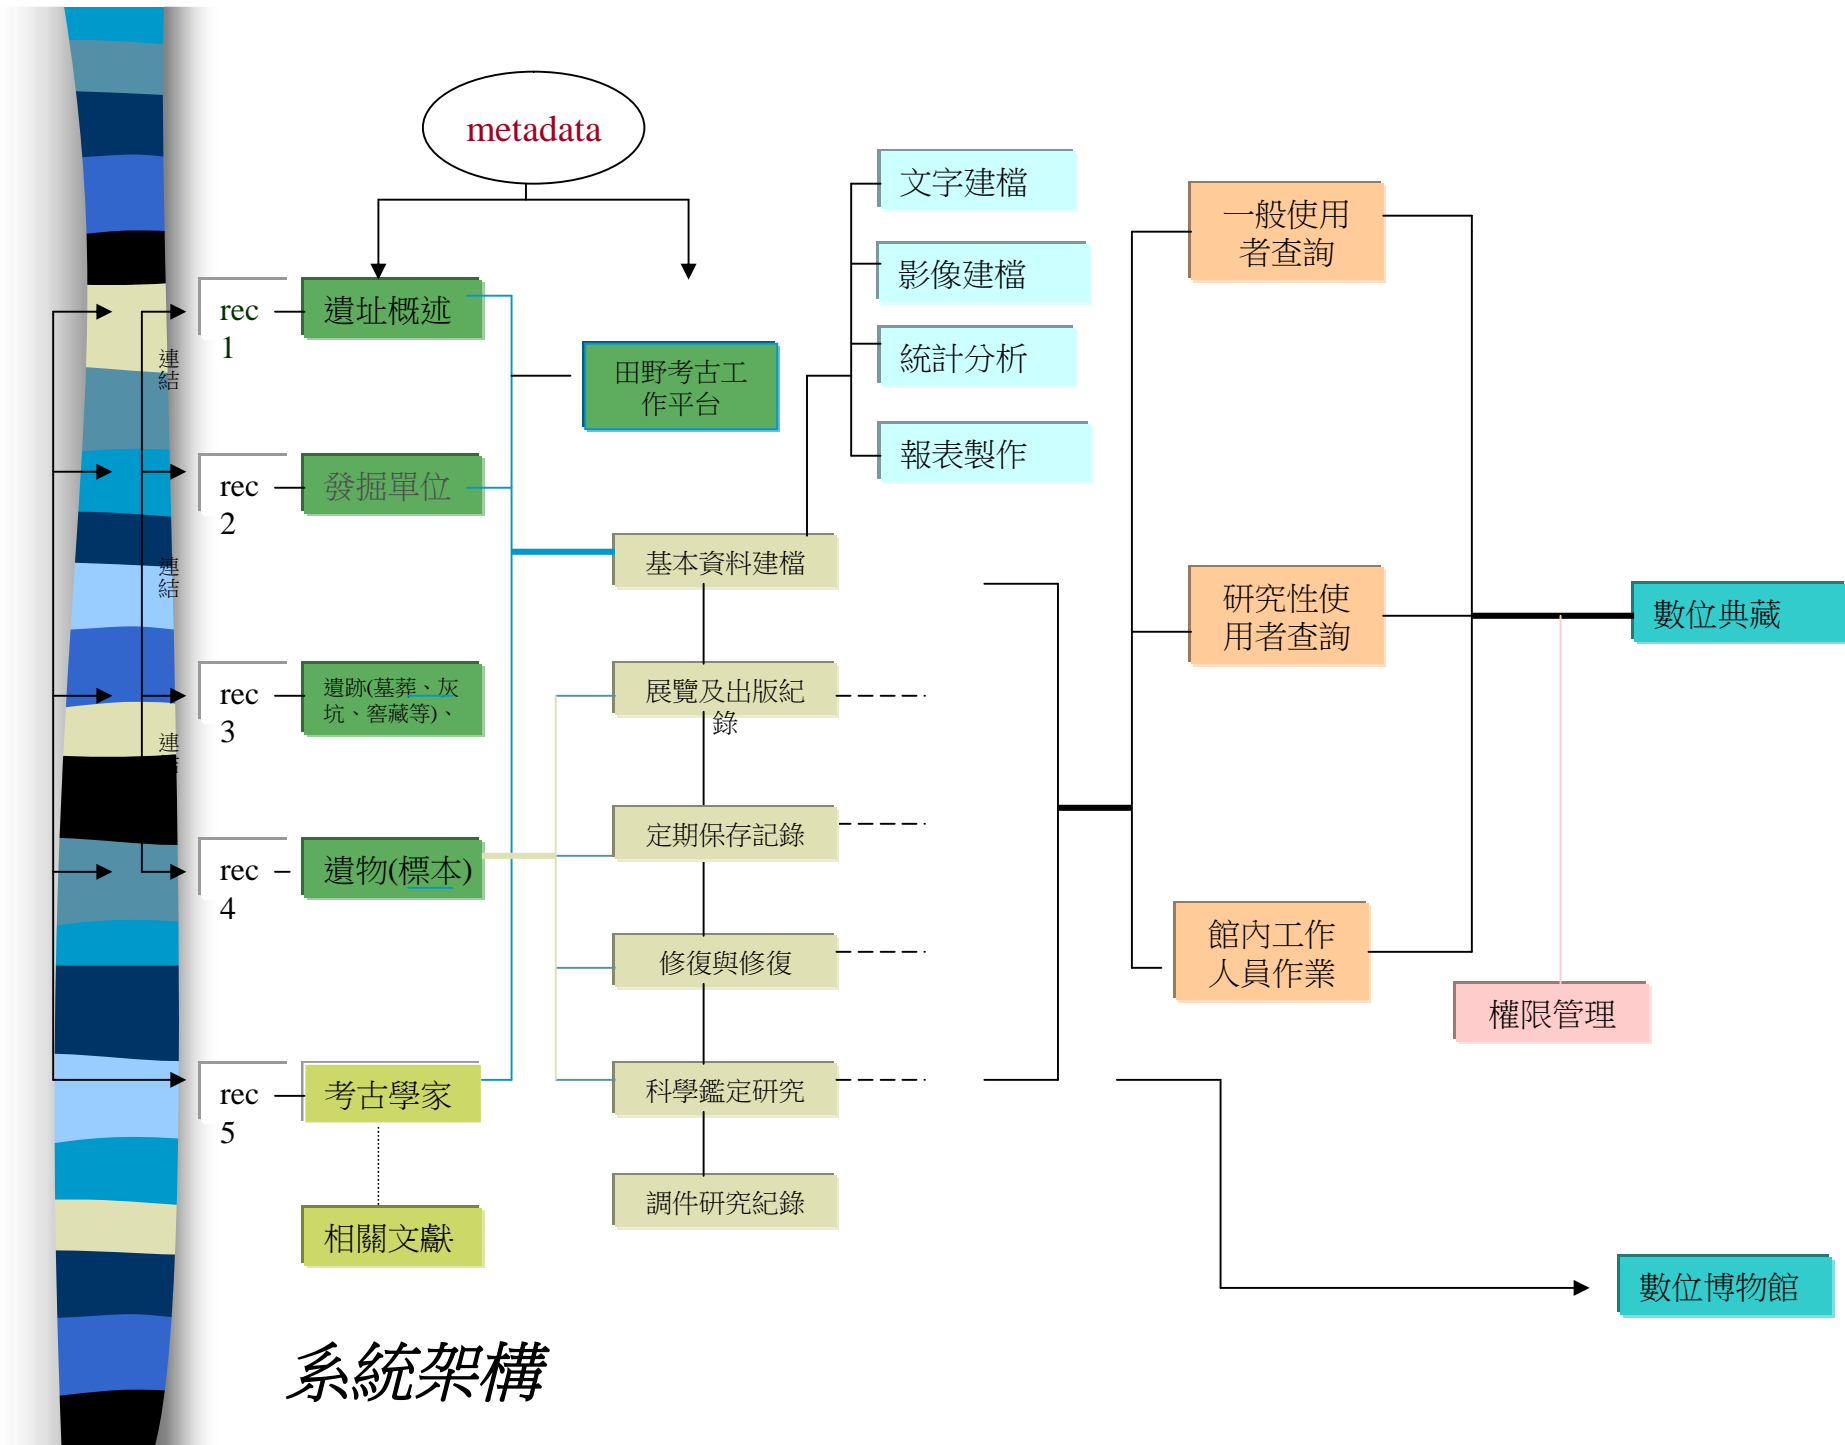 metadata
文字建檔
影像建檔
統計分析
報表製作
一般使用
者查詢
rec
1
遺址概述
連
結
田野考古工
作平台
rec
2
發掘單位
連
結
基本資料建檔
研究性使
用者查詢
數位典藏
rec
3
遺跡(墓葬、灰
坑、窖藏等)、
連
結
展覽及出版紀
錄
定期保存記錄
rec
4
遺物(標本)
修復與修復
館內工作
人員作業
權限管理
rec
5
考古學家
科學鑑定研究
調件研究紀錄
相關文獻
數位博物館
系統架構